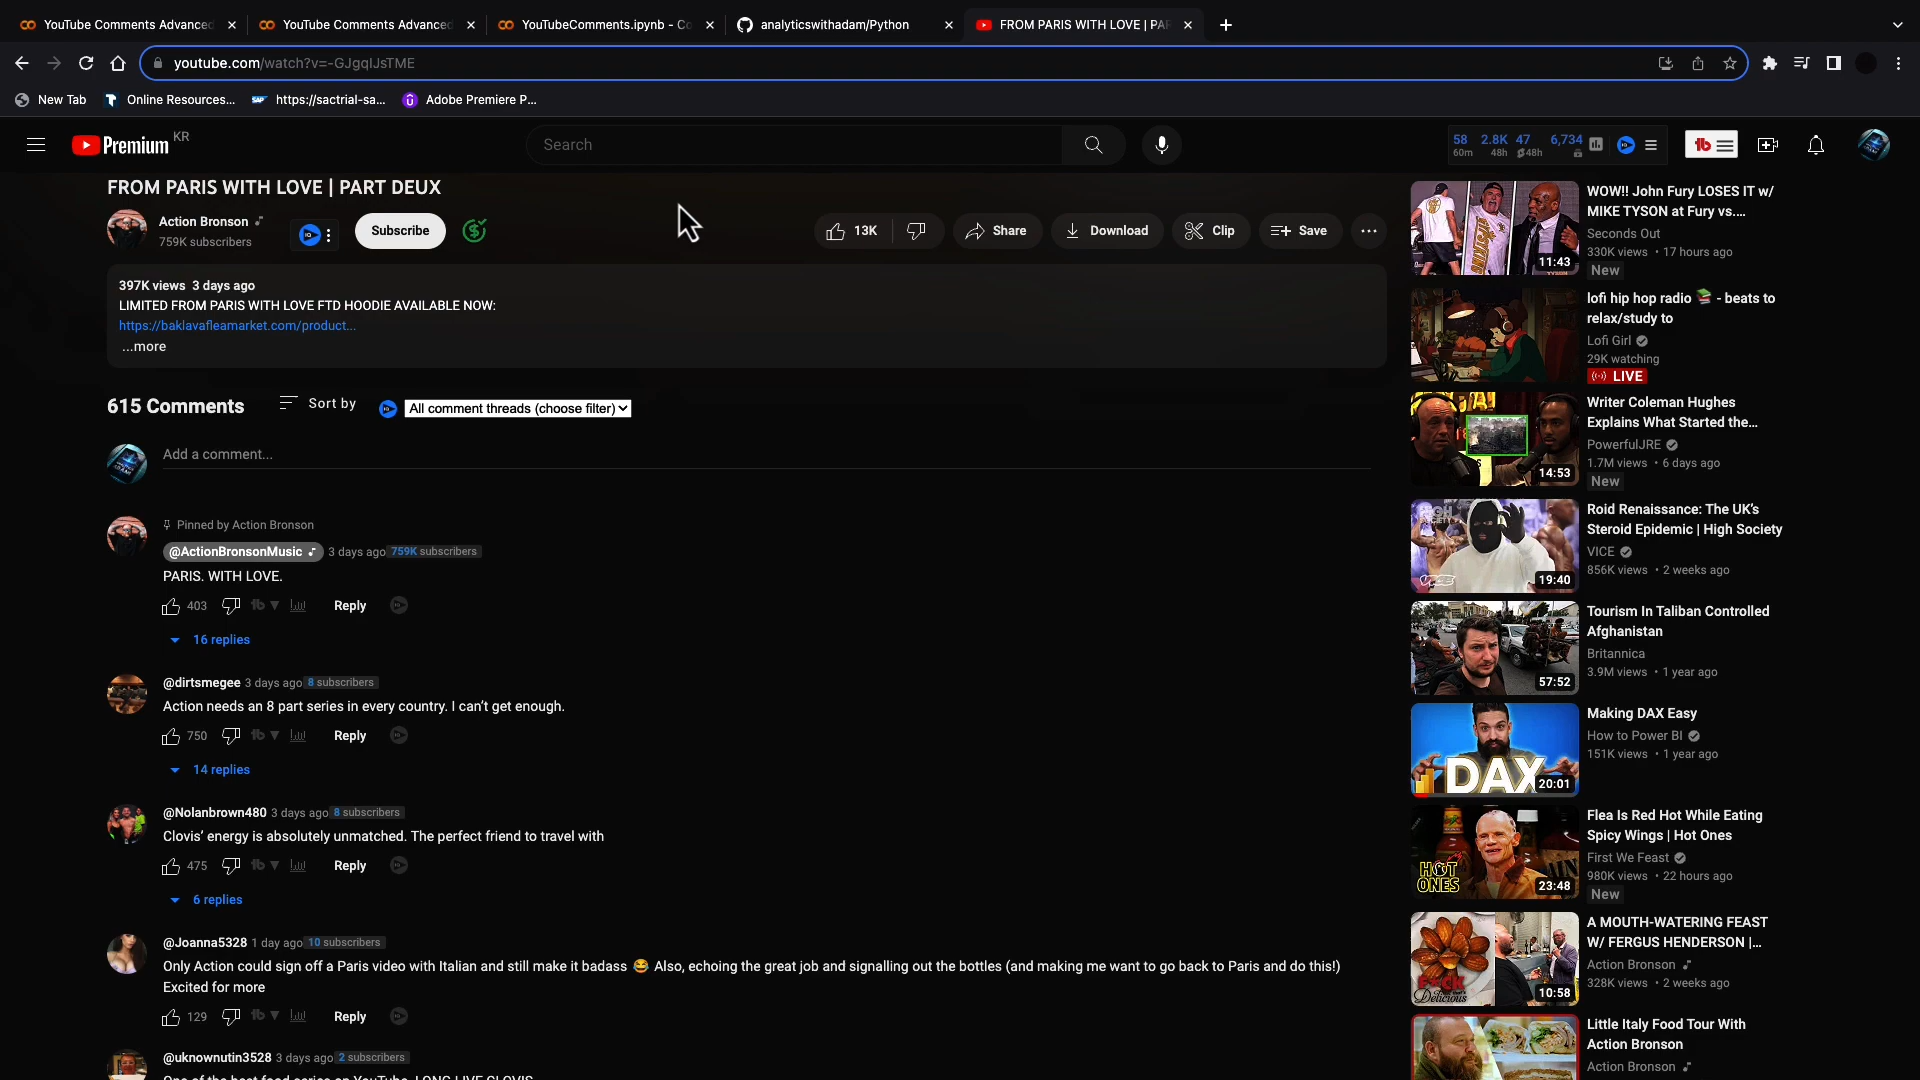 YouTube Comments Advanced
YouTube Comments Advanced
YouTubeComments.ipynb - Co
analyticswithadam/Python
FROM PARIS WITH LOVE | PAR
youtube.com/watch?v=-GJgqIJsTME
New Tab
Online Resources...
https://sactrial-sa...
Adobe Premiere P...
Premium KR
Search
58 2.8K 47 6,734
60m 48h 48h
FROM PARIS WITH LOVE | PART DEUX
Action Bronson
759K subscribers
Subscribe
13K
Share
Download
Clip
Save
397K views 3 days ago
LIMITED FROM PARIS WITH LOVE FTD HOODIE AVAILABLE NOW:
https://baklavafleamarket.com/product...
...more
615 Comments
Sort by
All comment threads (choose filter)
Add a comment...
Pinned by Action Bronson
@ActionBronsonMusic 3 days ago 759K subscribers
PARIS. WITH LOVE.
403 Reply
16 replies
@dirtsmegee 3 days ago 8 subscribers
Action needs an 8 part series in every country. I can't get enough.
750 Reply
14 replies
@Nolanbrown480 3 days ago 8 subscribers
Clovis' energy is absolutely unmatched. The perfect friend to travel with
475 Reply
6 replies
@Joanna5328 1 day ago 10 subscribers
Only Action could sign off a Paris video with Italian and still make it badass 😂 Also, echoing the great job and signalling out the bottles (and making me want to go back to Paris and do this!)
Excited for more
129 Reply
@uknownutin3528 3 days ago 2 subscribers
One of the best food series on YouTube. LONG LIVE CLOVIS
11:43
WOW!! John Fury LOSES IT w/
MIKE TYSON at Fury vs....
Seconds Out
330K views • 17 hours ago
New
lofi hip hop radio 📚 - beats to
relax/study to
Lofi Girl
29K watching
LIVE
14:53
Writer Coleman Hughes
Explains What Started the...
PowerfulJRE
1.7M views • 6 days ago
New
19:40
Roid Renaissance: The UK's
Steroid Epidemic | High Society
VICE
856K views • 2 weeks ago
57:52
Tourism In Taliban Controlled
Afghanistan
Britannica
3.9M views • 1 year ago
DAX
20:01
Making DAX Easy
How to Power BI
151K views • 1 year ago
HOT
ONES
23:48
Flea Is Red Hot While Eating
Spicy Wings | Hot Ones
First We Feast
980K views • 22 hours ago
New
F*CK
Delicious
10:58
A MOUTH-WATERING FEAST
W/ FERGUS HENDERSON |...
Action Bronson
328K views • 2 weeks ago
Little Italy Food Tour With
Action Bronson
Action Bronson